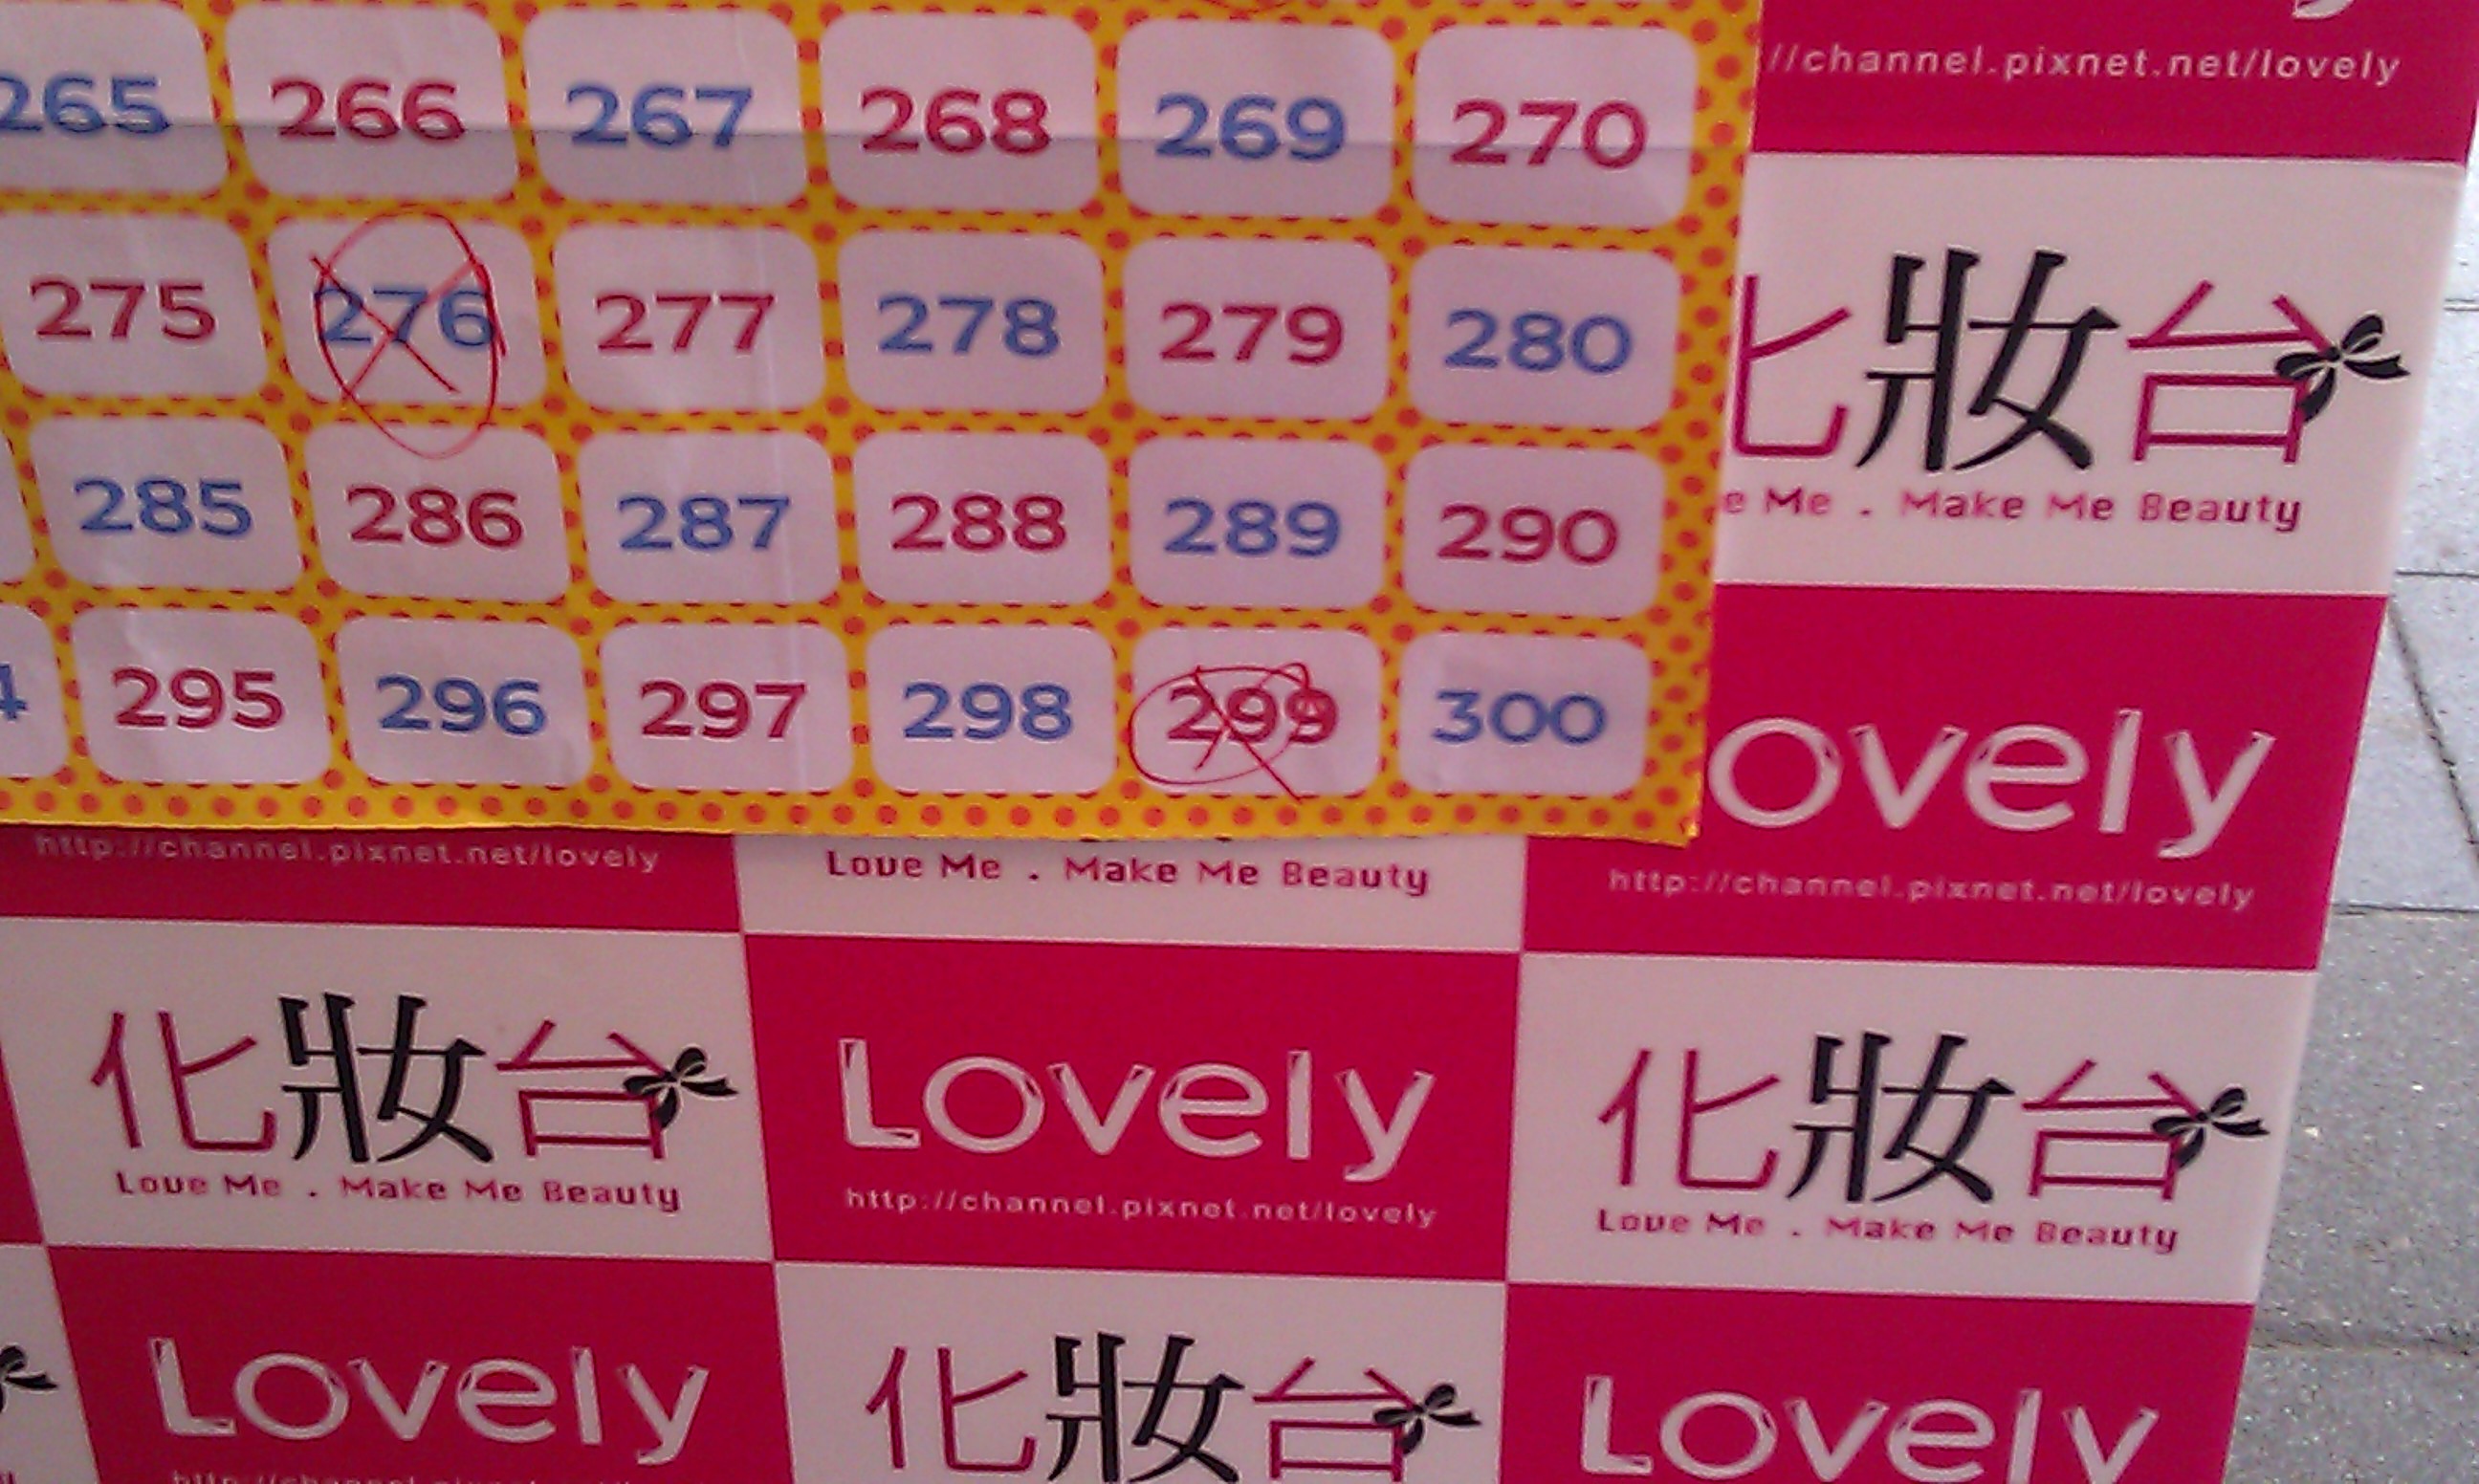 265 266 267 268 269 270
//channel.pixnet.net/lovely
275 276 277 278 279 280
化妝台
Me . Make Me Beauty
285 286 287 288 289 290
295 296 297 298 299 300
ovely
http://channel.pixnet.net/lovely
Love Me . Make Me Beauty
http://channel.pixnet.net/lovely
化妝台
Love Me . Make Me Beauty
Lovely
http://channel.pixnet.net/lovely
化妝台
Love Me . Make Me Beauty
Lovely
化妝台
Lovely